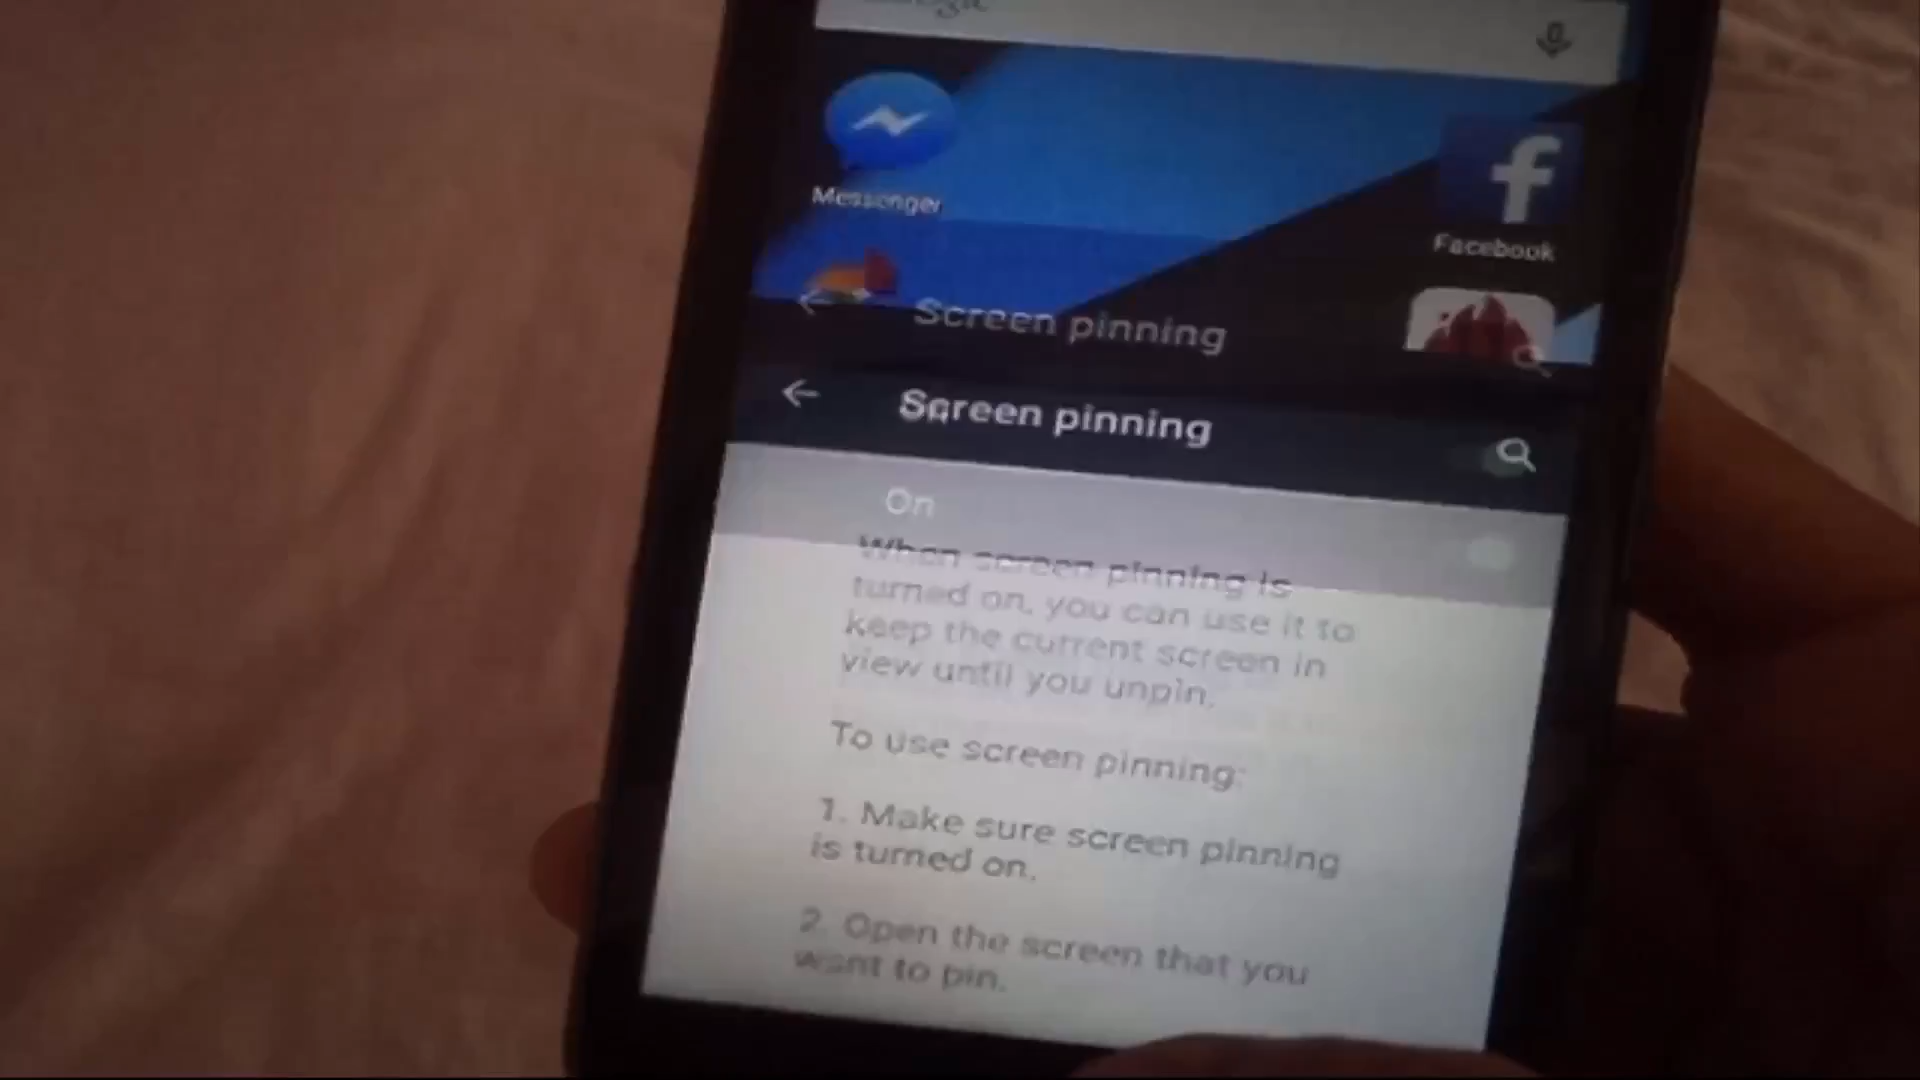 Messenger
Facebook
Screen pinning
Screen pinning
On
When screen pinning is
turned on, you can use it to
keep the current screen in
view until you unpin.
To use screen pinning:
1. Make sure screen pinning
is turned on.
2. Open the screen that you
want to pin.